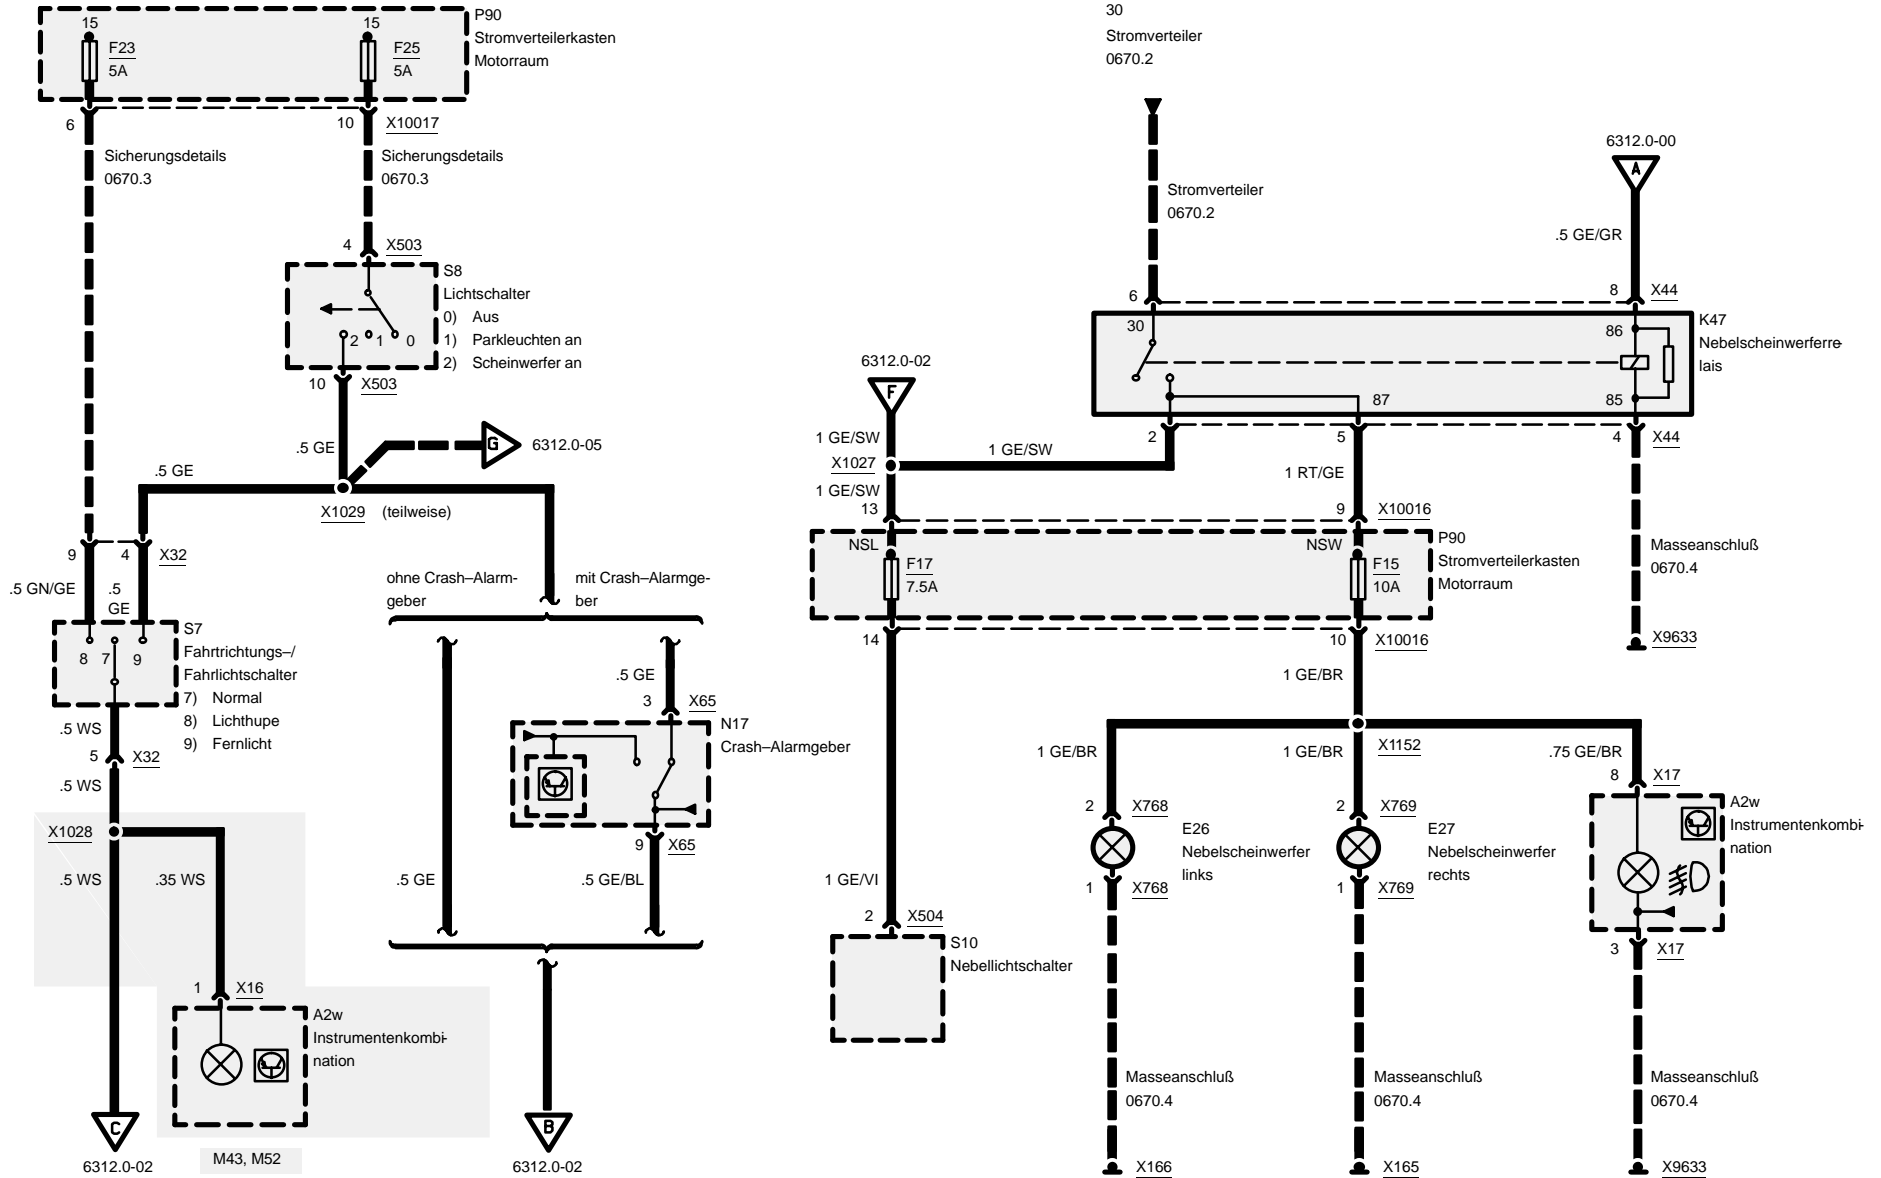 15
F23
5A
15
F25
5A
P90
Stromverteilerkasten
Motorraum
6
10
X10017
Sicherungsdetails
0670.3
Sicherungsdetails
0670.3
4
X503
S8
Lichtschalter
0) Aus
1) Parkleuchten an
2) Scheinwerfer an
2
1
0
10
X503
.5 GE
G
6312.0-05
.5 GE
X1029
(teilweise)
9
4
X32
.5 GN/GE
.5
GE
S7
Fahrtrichtungs–/
Fahrlichtschalter
7) Normal
8) Lichthupe
9) Fernlicht
8
7
9
.5 WS
5
X32
.5 WS
X1028
.5 WS
.35 WS
1
X16
A2w
Instrumentenkombi-
nation
C
6312.0-02
M43, M52
ohne Crash–Alarm-
geber
mit Crash–Alarmge-
ber
.5 GE
3
X65
N17
Crash–Alarmgeber
9
X65
.5 GE
.5 GE/BL
B
6312.0-02
30
Stromverteiler
0670.2
Stromverteiler
0670.2
6312.0-00
A
.5 GE/GR
6
8
X44
30
86
K47
Nebelscheinwerferre-
lais
87
85
2
5
4
X44
6312.0-02
F
1 GE/SW
1 GE/SW
X1027
1 GE/SW
1 RT/GE
13
9
X10016
NSL
F17
7.5A
NSW
F15
10A
P90
Stromverteilerkasten
Motorraum
Masseanschluß
0670.4
X9633
14
10
X10016
1 GE/BR
X1152
1 GE/BR
1 GE/BR
.75 GE/BR
8
X17
2
X768
E26
Nebelscheinwerfer
links
1
X768
2
X769
E27
Nebelscheinwerfer
rechts
1
X769
A2w
Instrumentenkombi-
nation
3
X17
1 GE/VI
2
X504
S10
Nebellichtschalter
Masseanschluß
0670.4
Masseanschluß
0670.4
Masseanschluß
0670.4
X166
X165
X9633